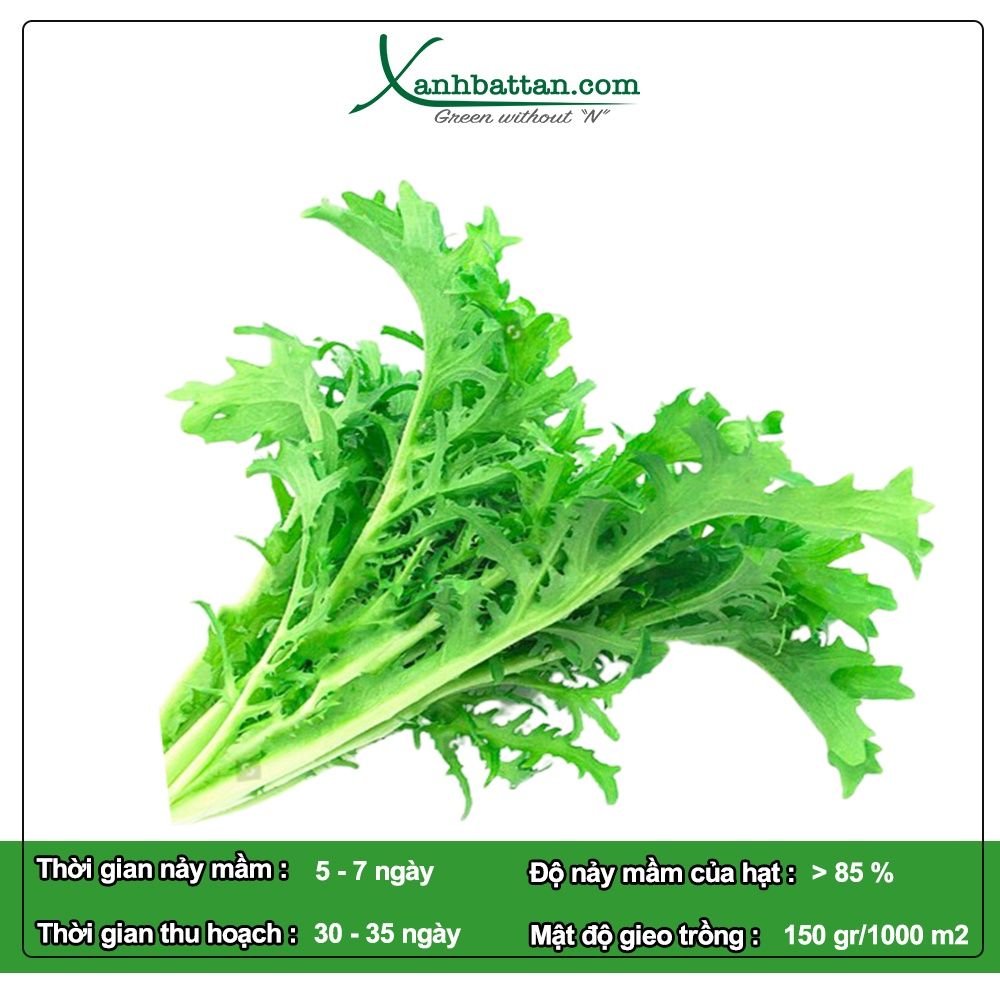 Xanhbattan.com
Green without "N"
Thời gian nảy mầm : 5 - 7 ngày
Độ nảy mầm của hạt : > 85 %
Thời gian thu hoạch : 30 - 35 ngày
Mật độ gieo trồng : 150 gr/1000 m2